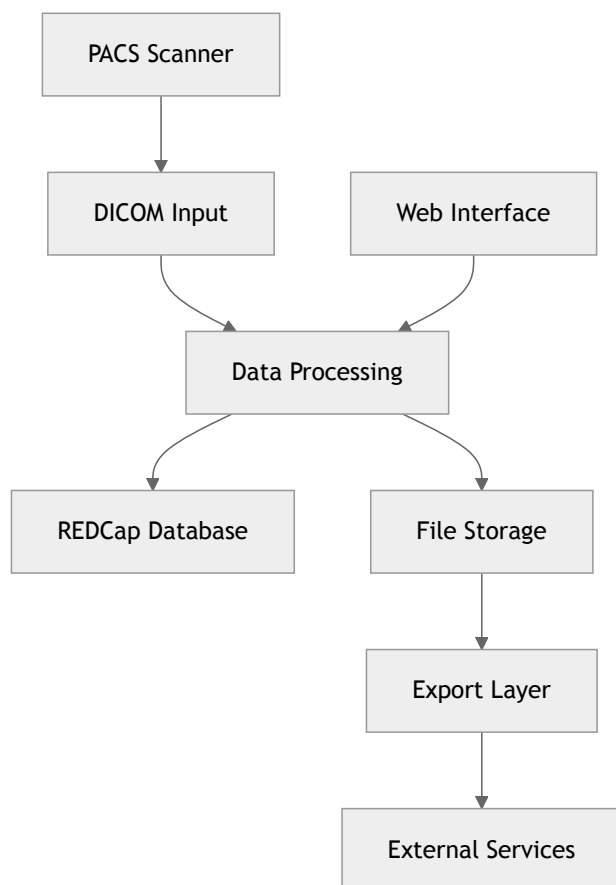 PACS Scanner
DICOM Input
Web Interface
Data Processing
REDCap Database
File Storage
Export Layer
External Services